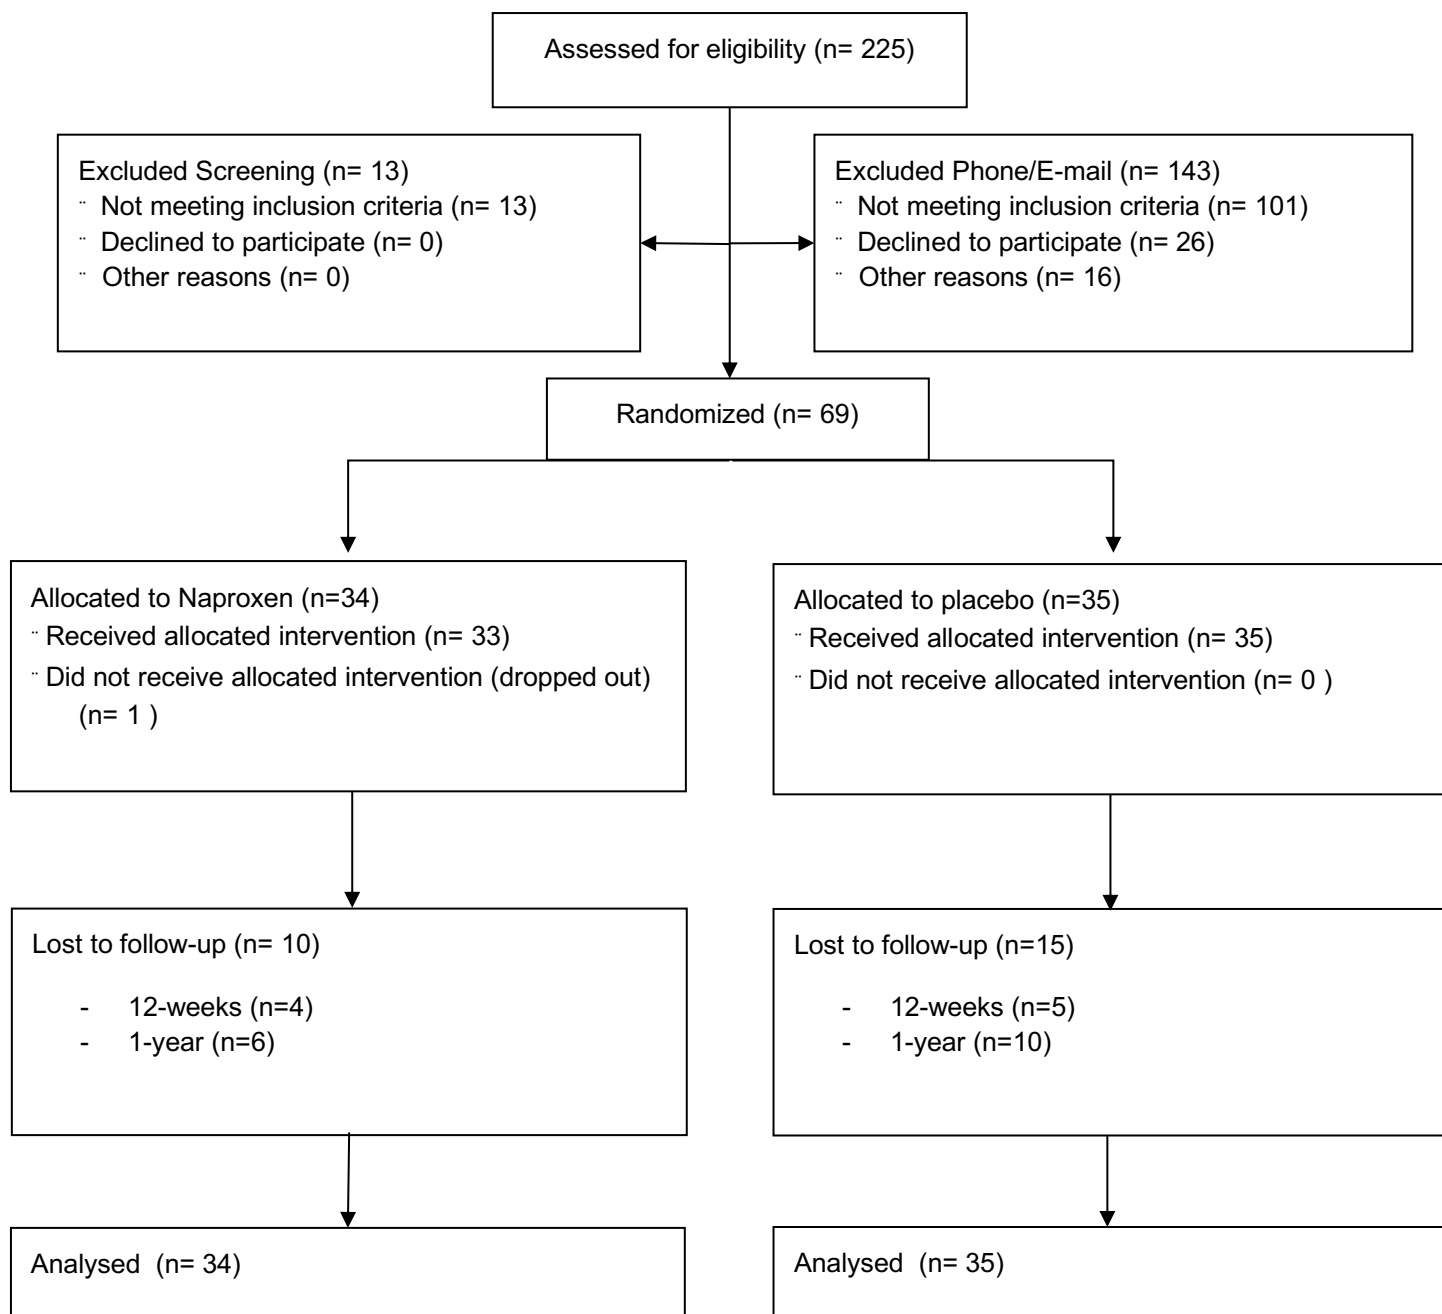 Assessed for eligibility (n= 225)
Excluded Screening (n= 13)
¨ Not meeting inclusion criteria (n= 13)
¨ Declined to participate (n= 0)
¨ Other reasons (n= 0)
Excluded Phone/E-mail (n= 143)
¨ Not meeting inclusion criteria (n= 101)
¨ Declined to participate (n= 26)
¨ Other reasons (n= 16)
Randomized (n= 69)
Allocated to Naproxen (n=34)
¨ Received allocated intervention (n= 33)
¨ Did not receive allocated intervention (dropped out)
(n= 1 )
Allocated to placebo (n=35)
¨ Received allocated intervention (n= 35)
¨ Did not receive allocated intervention (n= 0 )
Lost to follow-up (n= 10)
- 12-weeks (n=4)
- 1-year (n=6)
Lost to follow-up (n=15)
- 12-weeks (n=5)
- 1-year (n=10)
Analysed (n= 34)
Analysed (n= 35)